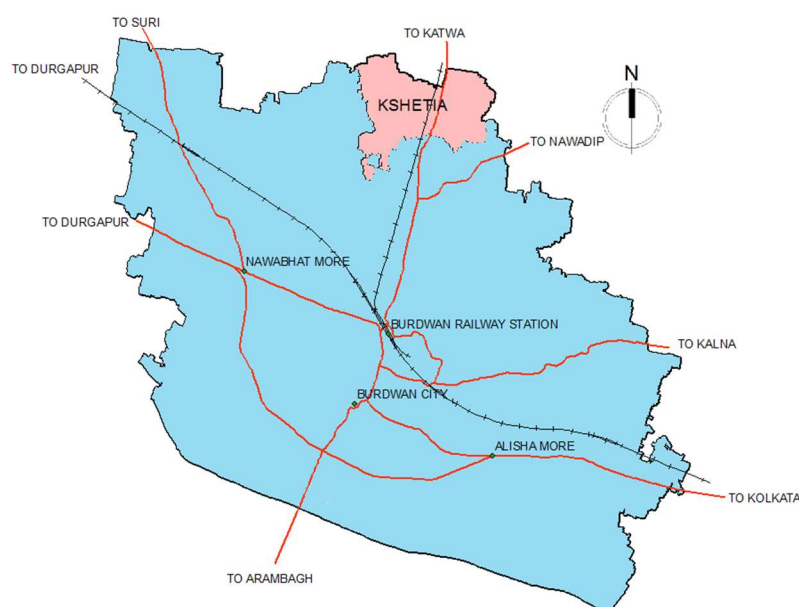 TO SURI
TO KATWA
TO DURGAPUR
N
KSHETIA
TO NAWADIP
TO DURGAPUR
NAWABHAT MORE
BURDWAN RAILWAY STATION
TO KALNA
BURDWAN CITY
ALISHA MORE
TO KOLKATA
TO ARAMBAGH